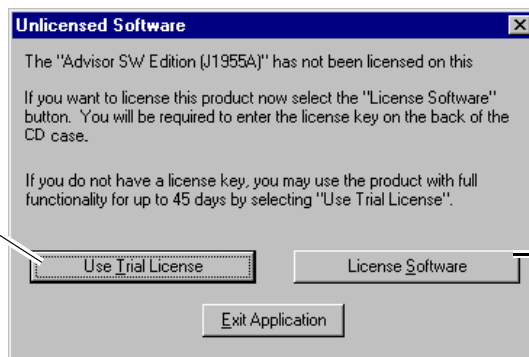 Unlicensed Software
The "Advisor SW Edition (J1955A)" has not been licensed on this
If you want to license this product now select the "License Software"
button. You will be required to enter the license key on the back of the
CD case.
If you do not have a license key, you may use the product with full
functionality for up to 45 days by selecting "Use Trial License".
Use Trial License
License Software
Exit Application